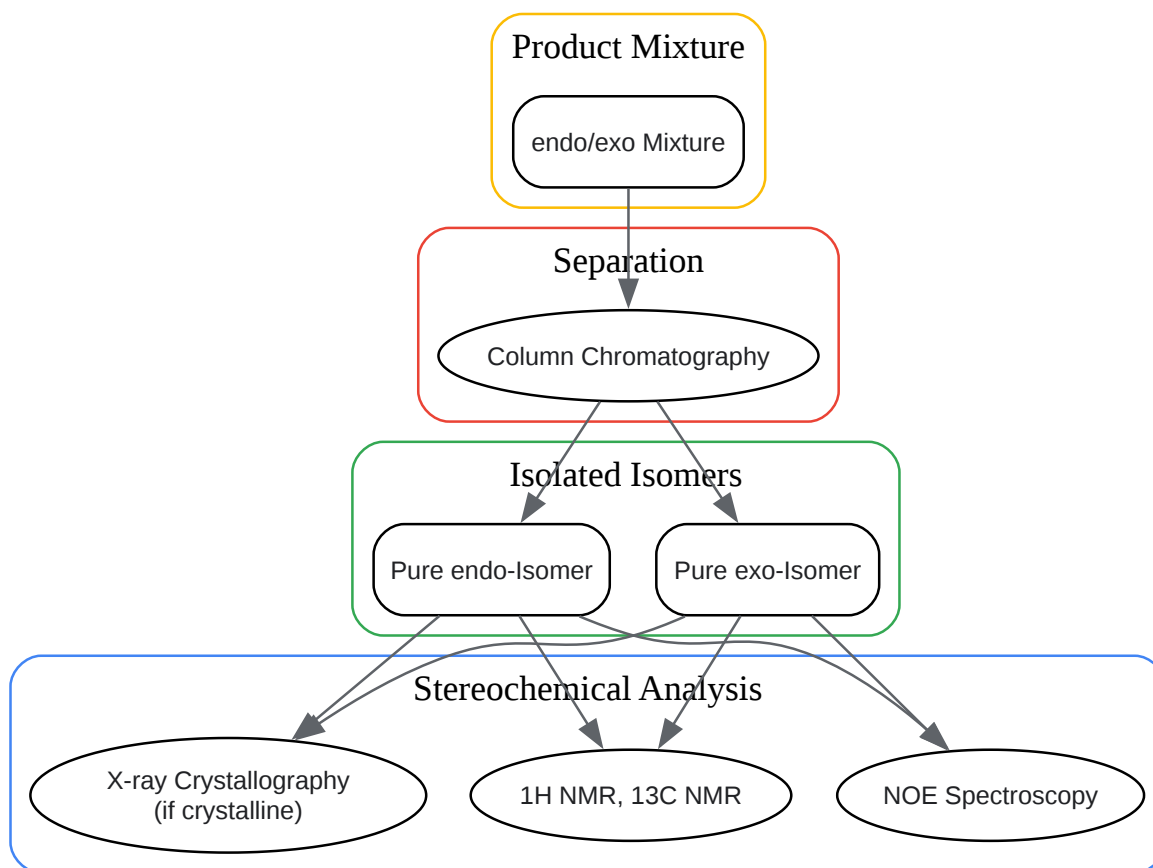 Product Mixture
endo/exo Mixture
Separation
Column Chromatography
Isolated Isomers
Pure endo-Isomer
Pure exo-Isomer
Stereochemical Analysis
X-ray Crystallography
(if crystalline)
1H NMR, 13C NMR
NOE Spectroscopy